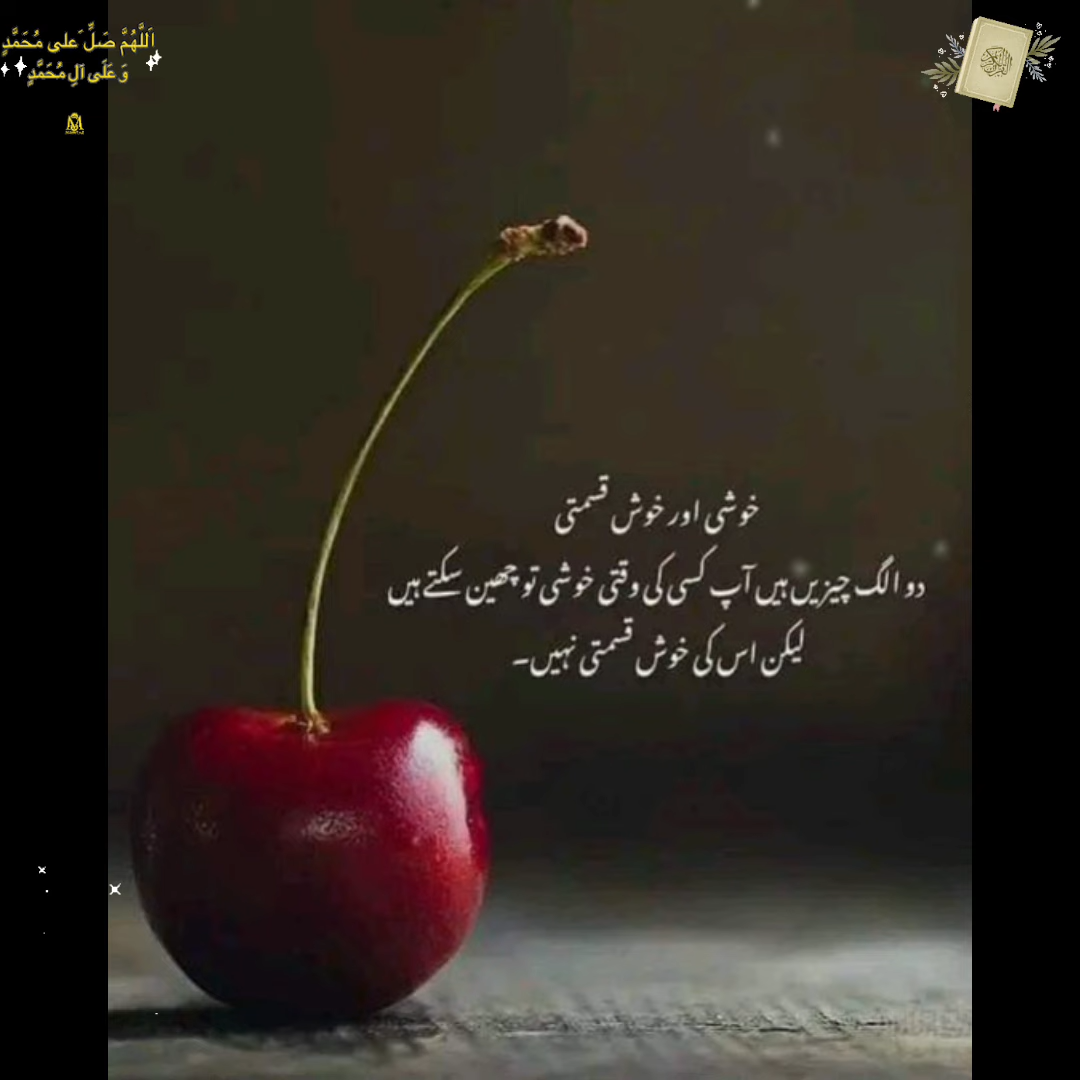 اَللَّهُمَّ صَلِّ َعلی مُحَمَّدٍ
وَ عَلَی آلِ مُحَمَّدٍ
خوشی اور خوش قسمتی
دو الگ چیزیں ہیں آپ کسی کی وقتی خوشی تو چھین سکتے ہیں
لیکن اس کی خوش قسمتی نہیں۔